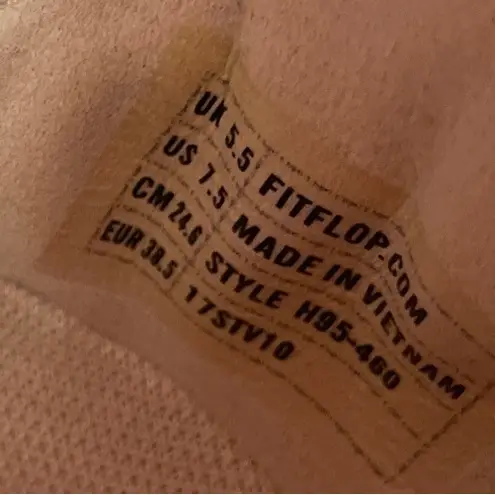 UK 5.5 FITFLOP.COM
US 7.5 MADE IN VIETNAM
CM 24.6 STYLE H95-460
EUR 38.5 17STV10